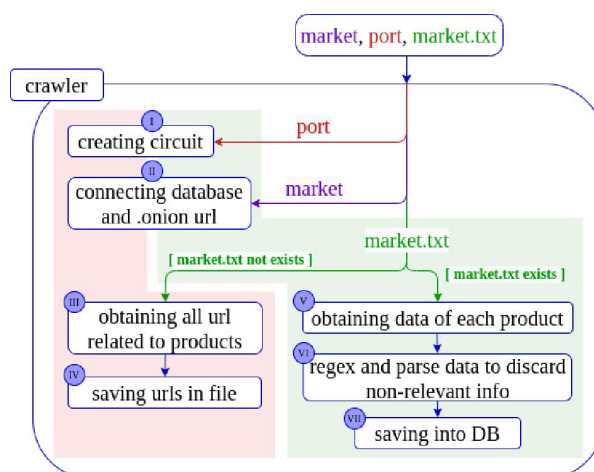 market, port, market.txt
crawler
I
creating circuit
port
II
connecting database
and .onion url
market
market.txt
[ market.txt not exists ]
[ market.txt exists ]
III
obtaining all url
related to products
IV
saving urls in file
V
obtaining data of each product
VI
regex and parse data to discard
non-relevant info
VII
saving into DB